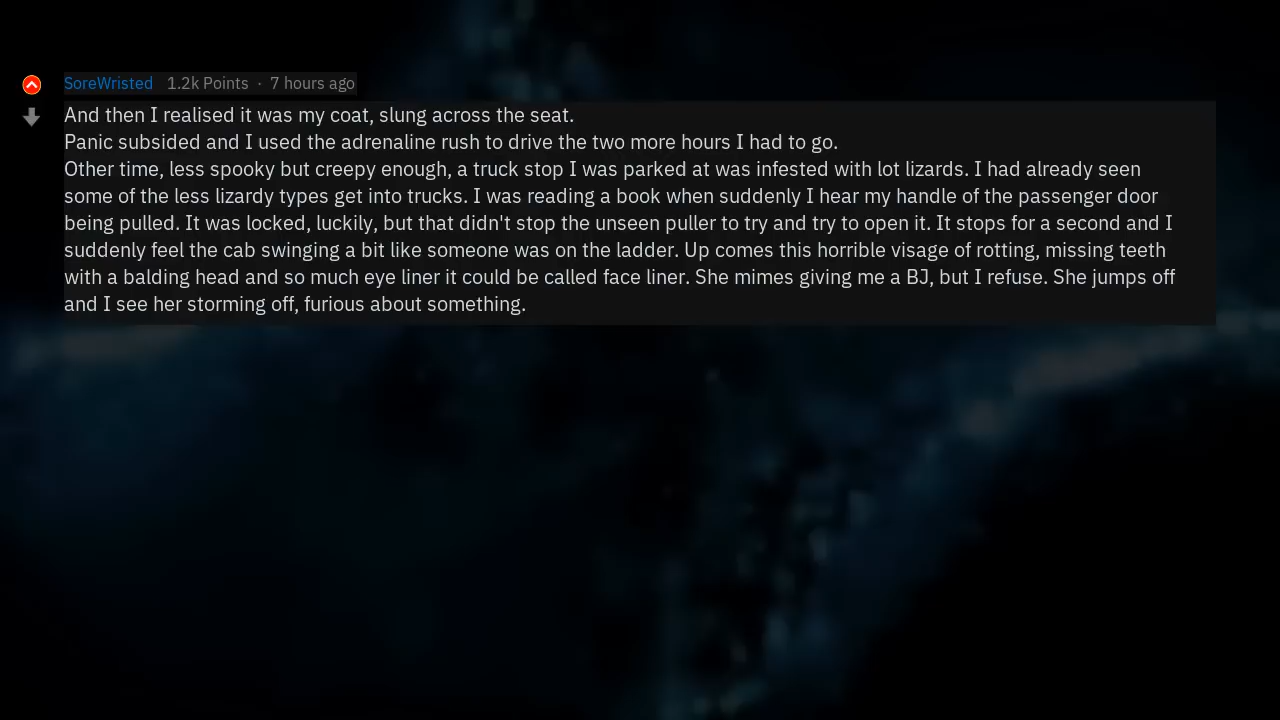 SoreWristed 1.2k Points · 7 hours ago
And then I realised it was my coat, slung across the seat.
Panic subsided and I used the adrenaline rush to drive the two more hours I had to go.
Other time, less spooky but creepy enough, a truck stop I was parked at was infested with lot lizards. I had already seen
some of the less lizardy types get into trucks. I was reading a book when suddenly I hear my handle of the passenger door
being pulled. It was locked, luckily, but that didn't stop the unseen puller to try and try to open it. It stops for a second and I
suddenly feel the cab swinging a bit like someone was on the ladder. Up comes this horrible visage of rotting, missing teeth
with a balding head and so much eye liner it could be called face liner. She mimes giving me a BJ, but I refuse. She jumps off
and I see her storming off, furious about something.